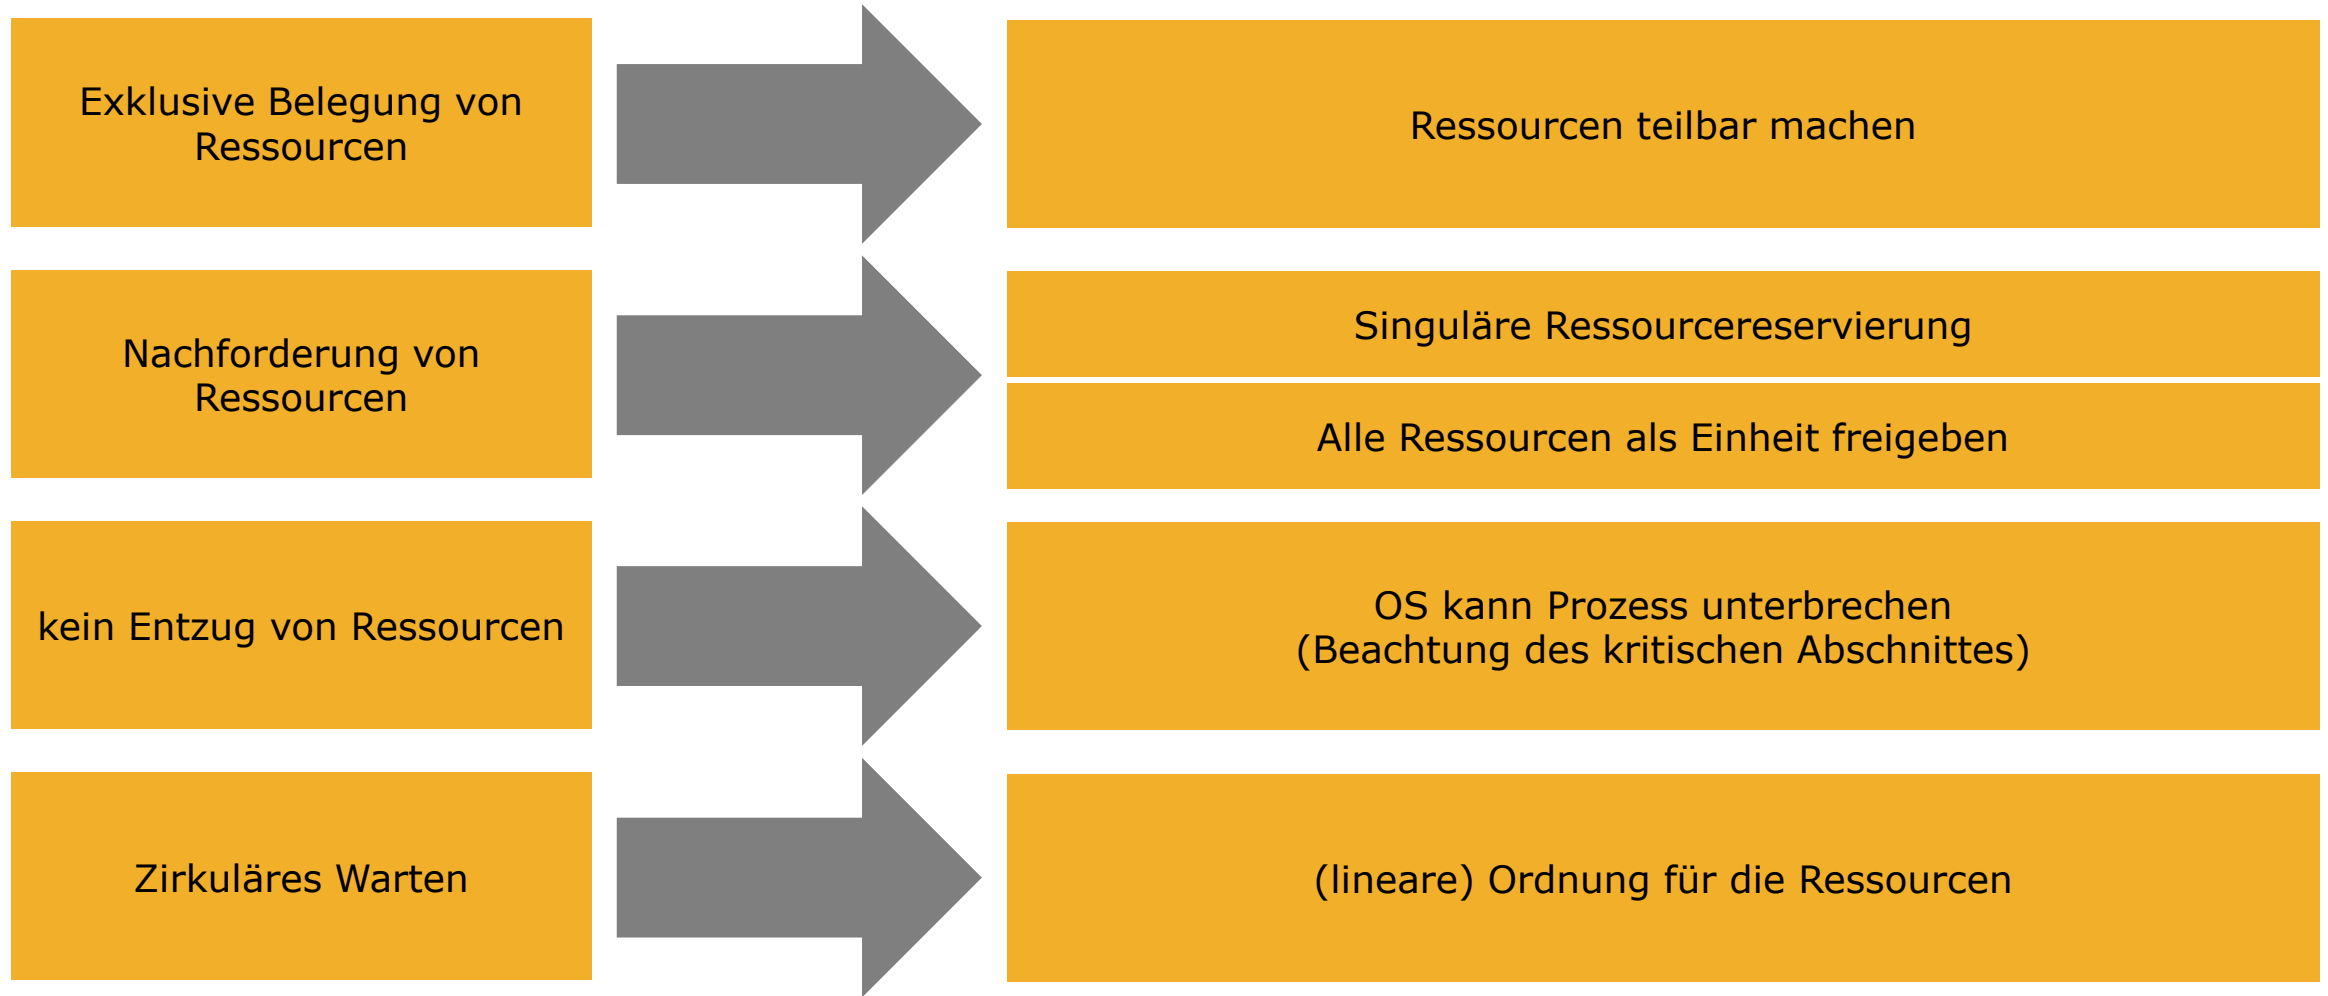 Exklusive Belegung von
Ressourcen
Ressourcen teilbar machen
Nachforderung von
Ressourcen
Singuläre Ressourcereservierung
Alle Ressourcen als Einheit freigeben
kein Entzug von Ressourcen
OS kann Prozess unterbrechen
(Beachtung des kritischen Abschnittes)
Zirkuläres Warten
(lineare) Ordnung für die Ressourcen